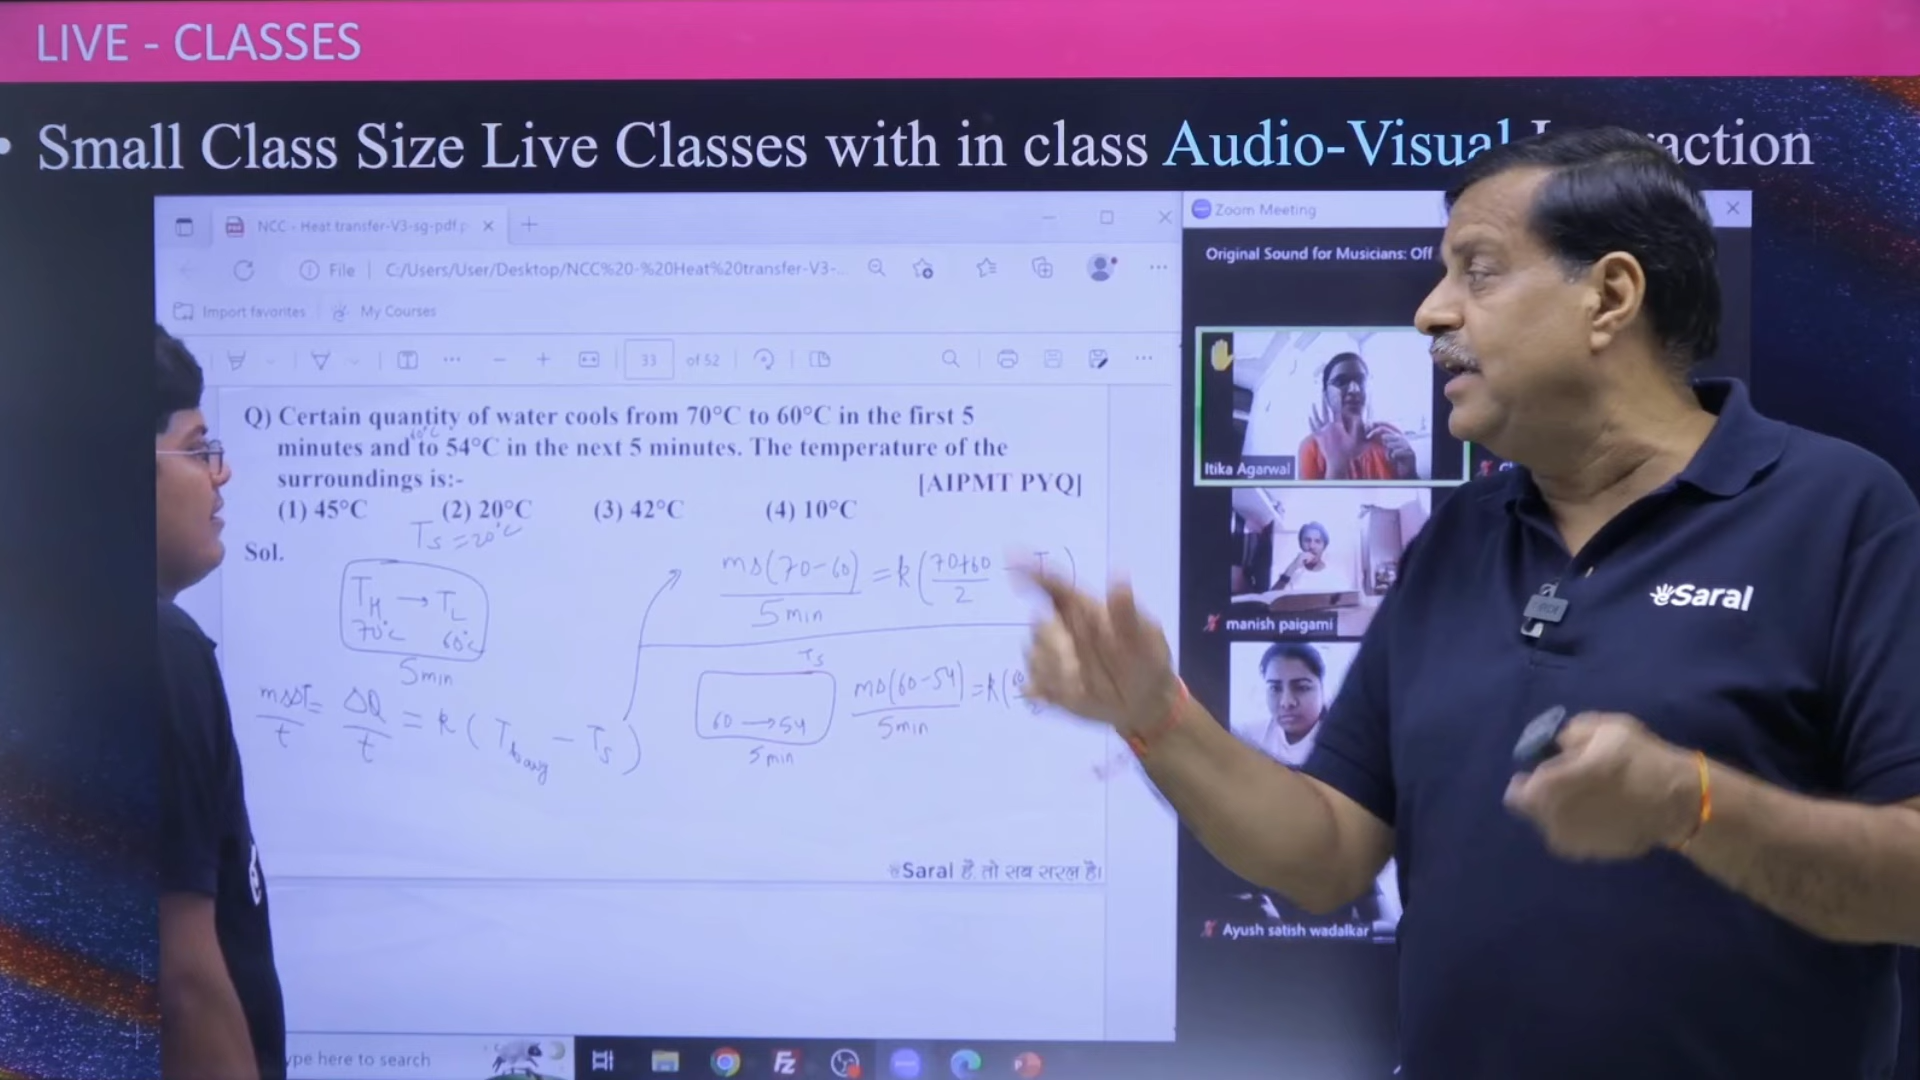 LIVE - CLASSES
• Small Class Size Live Classes with in class Audio-Visual
NCC - Heat transfer-V3-sg-pdf.p
Zoom Meeting
File | C:/Users/User/Desktop/NCC%20-%20Heat%20transfer-V3-...
Original Sound for Musicians: Off
Import favorites
My Courses
33 of 52
Q) Certain quantity of water cools from 70°C to 60°C in the first 5
60°C
minutes and to 54°C in the next 5 minutes. The temperature of the
surroundings is:-
[AIPMT PYQ]
(1) 45°C (2) 20°C (3) 42°C (4) 10°C
Ts = 20°C
Sol.
TH → TL
70°C 60°C
5min
ms(70-60)/5min = k(70+60/2 - T
msΔT/t = ΔQ/t = k(Tbavg - Ts)
Ts
60 → 54
5min
ms(60-54)/5min = k(60
Saral है, तो सब सरल है।
Itika Agarwal
manish paigami
Ayush satish wadalkar
Saral
ype here to search
FZ